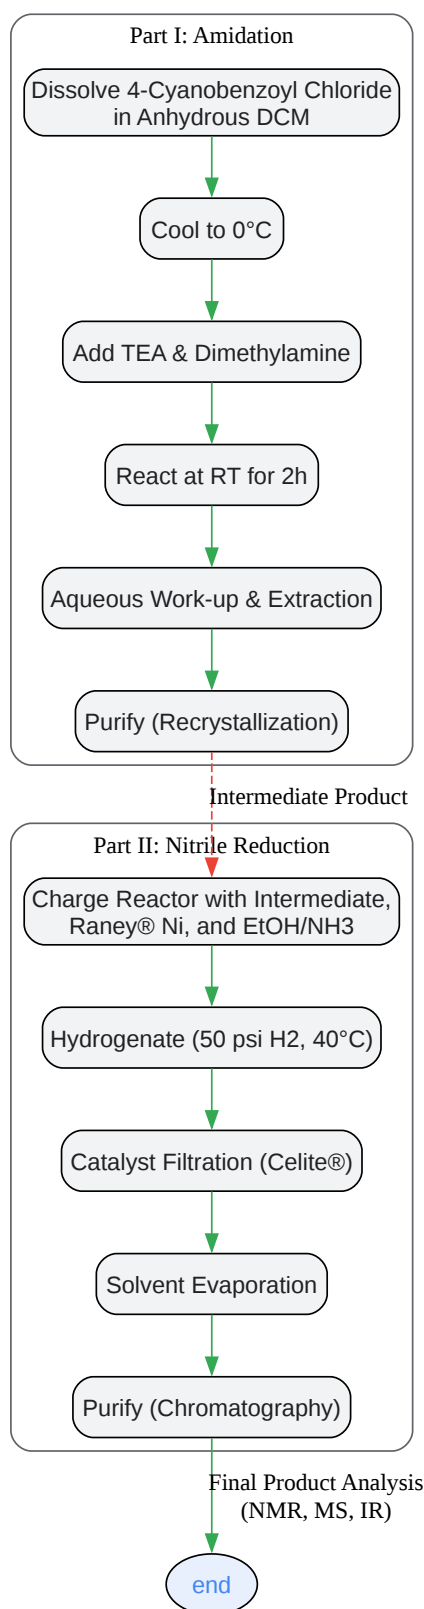 Part I: Amidation
Dissolve 4-Cyanobenzoyl Chloride
in Anhydrous DCM
Cool to 0°C
Add TEA & Dimethylamine
React at RT for 2h
Aqueous Work-up & Extraction
Purify (Recrystallization)
Intermediate Product
Part II: Nitrile Reduction
Charge Reactor with Intermediate,
Raney® Ni, and EtOH/NH3
Hydrogenate (50 psi H2, 40°C)
Catalyst Filtration (Celite®)
Solvent Evaporation
Purify (Chromatography)
Final Product Analysis
(NMR, MS, IR)
end